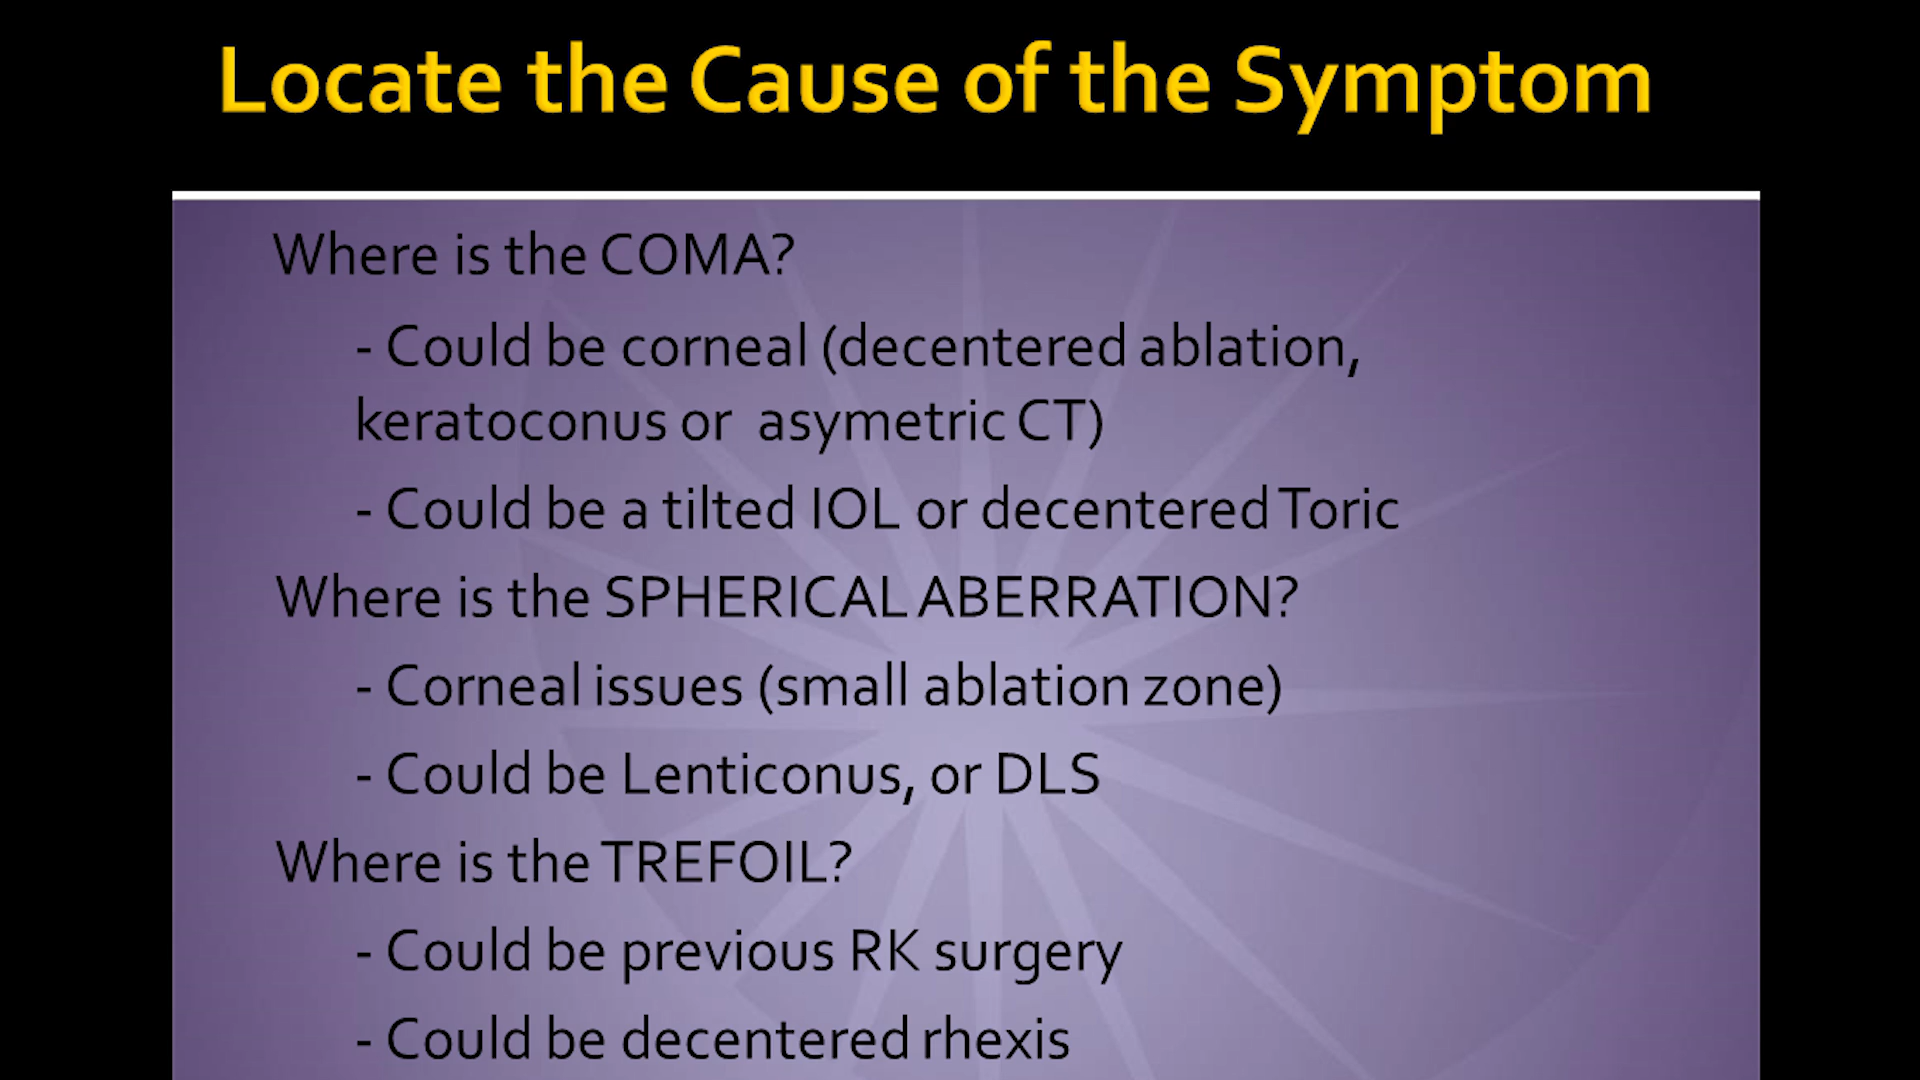 Locate the Cause of the Symptom
Where is the COMA?
- Could be corneal (decentered ablation,
keratoconus or asymetric CT)
- Could be a tilted IOL or decentered Toric
Where is the SPHERICAL ABERRATION?
- Corneal issues (small ablation zone)
- Could be Lenticonus, or DLS
Where is the TREFOIL?
- Could be previous RK surgery
- Could be decentered rhexis